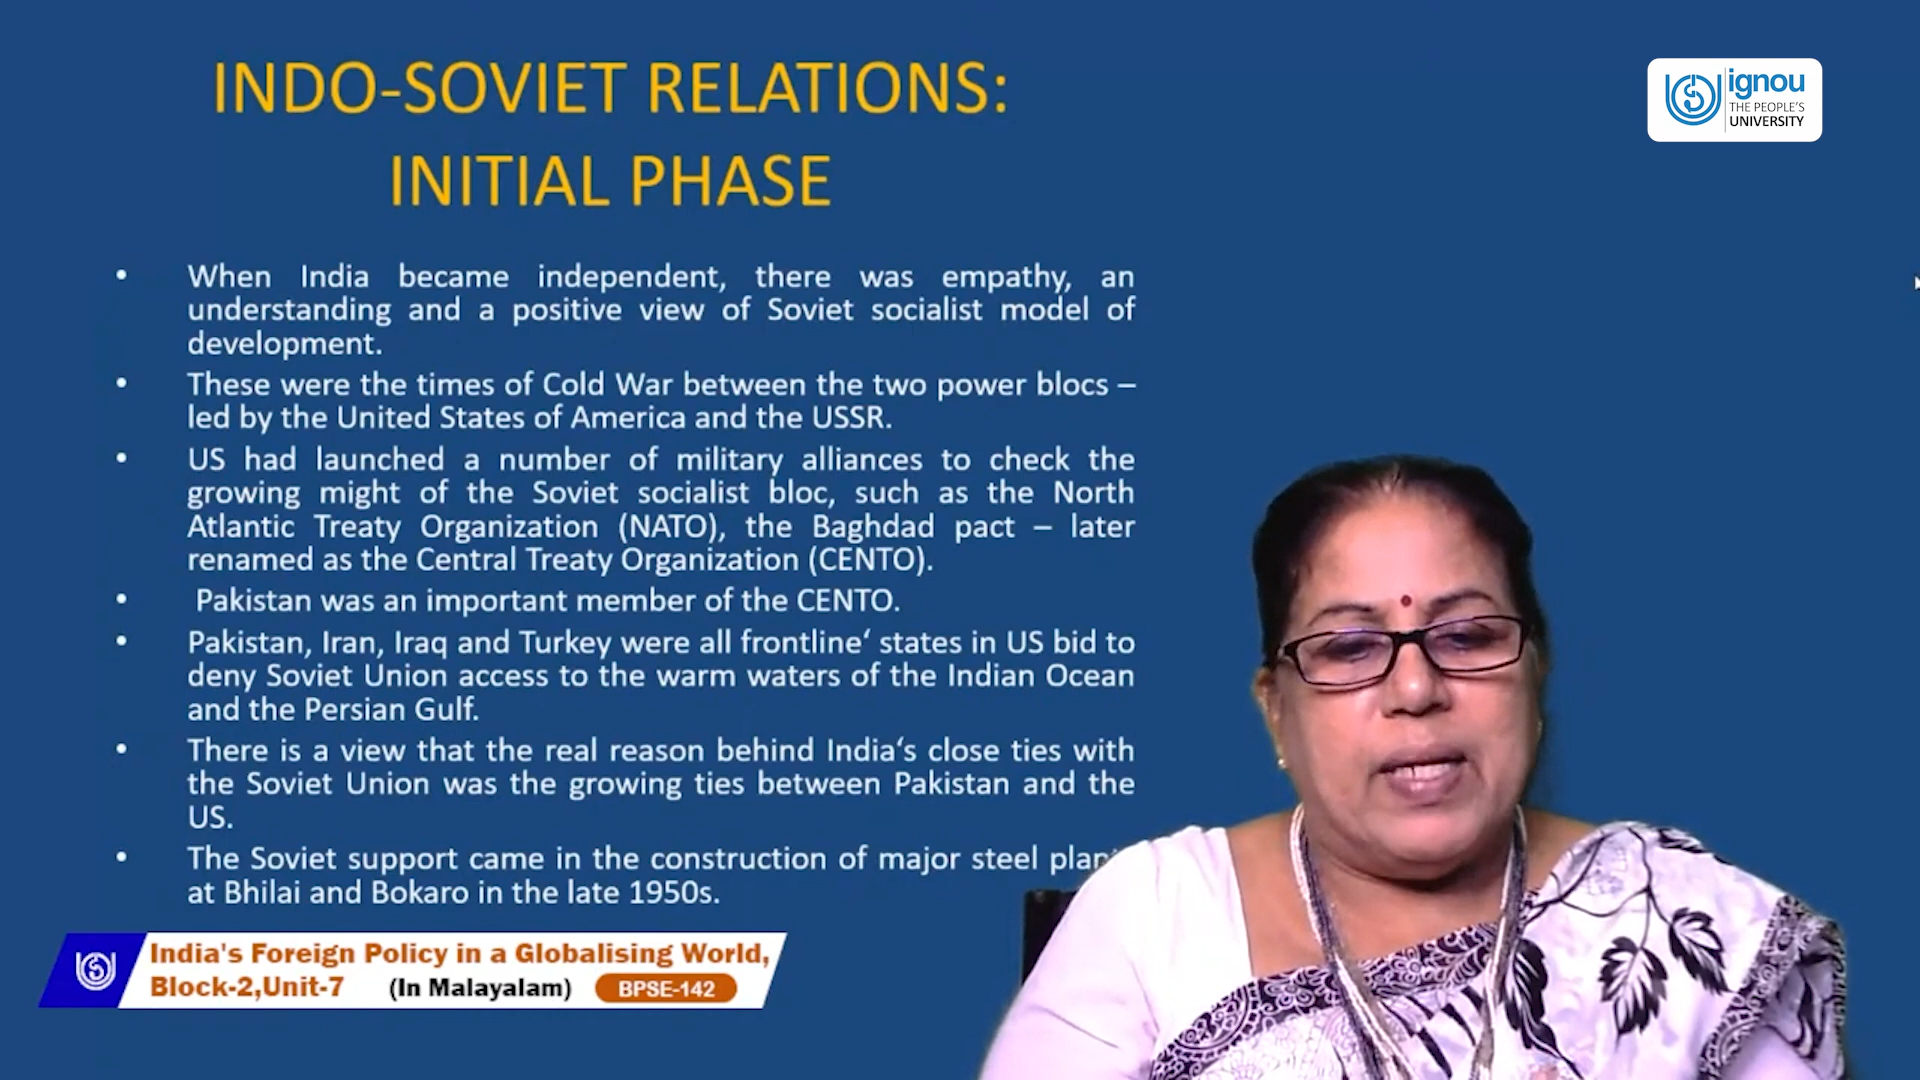 INDO-SOVIET RELATIONS:
INITIAL PHASE
ignou
THE PEOPLE'S
UNIVERSITY
• When India became independent, there was empathy, an
understanding and a positive view of Soviet socialist model of
development.
• These were the times of Cold War between the two power blocs –
led by the United States of America and the USSR.
• US had launched a number of military alliances to check the
growing might of the Soviet socialist bloc, such as the North
Atlantic Treaty Organization (NATO), the Baghdad pact – later
renamed as the Central Treaty Organization (CENTO).
• Pakistan was an important member of the CENTO.
• Pakistan, Iran, Iraq and Turkey were all frontline‘ states in US bid to
deny Soviet Union access to the warm waters of the Indian Ocean
and the Persian Gulf.
• There is a view that the real reason behind India‘s close ties with
the Soviet Union was the growing ties between Pakistan and the
US.
• The Soviet support came in the construction of major steel
at Bhilai and Bokaro in the late 1950s.
India's Foreign Policy in a Globalising World,
Block-2,Unit-7 (In Malayalam) BPSE-142